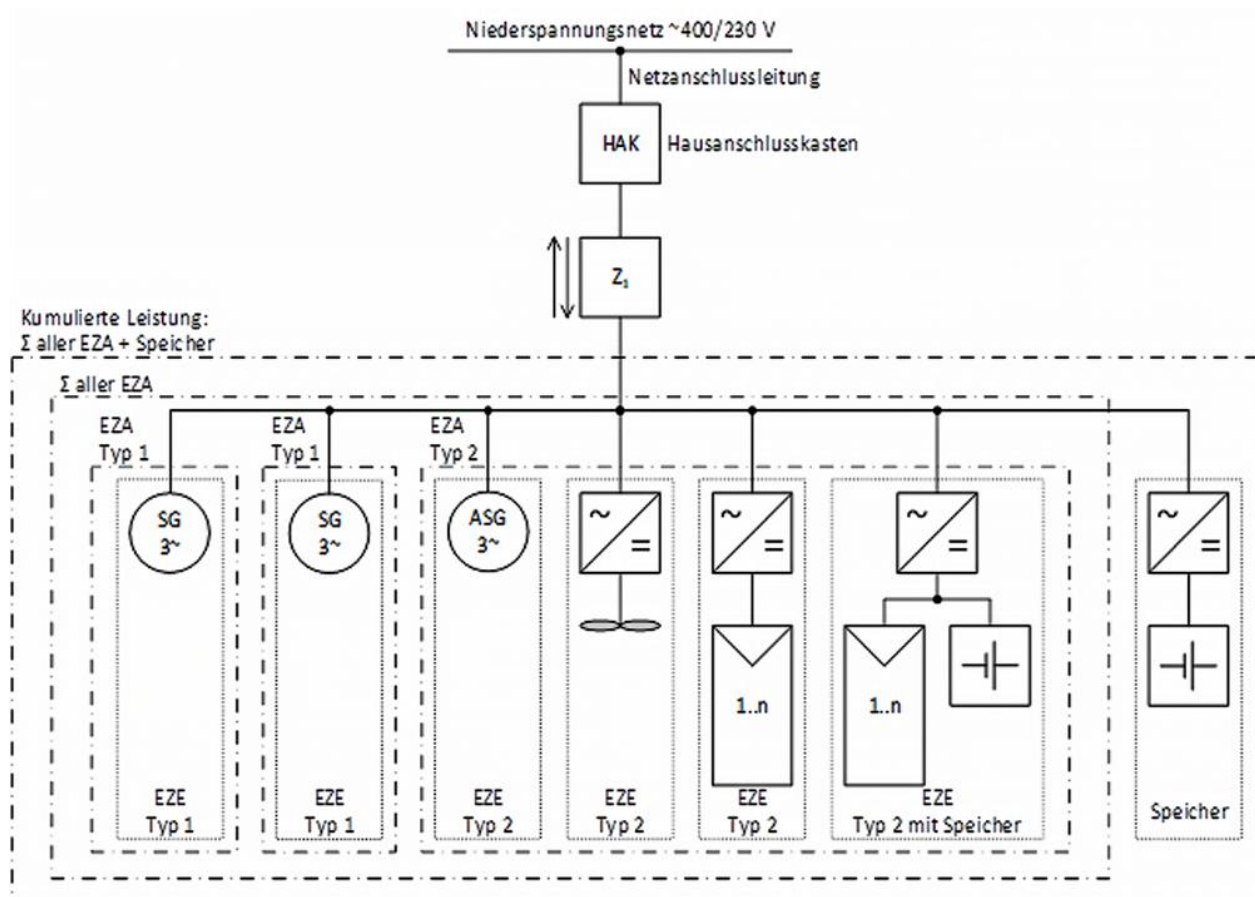 Niederspannungsnetz ~400/230 V
Netzanschlussleitung
HAK
Hausanschlusskasten
Z₁
Kumulierte Leistung:
Σ aller EZA + Speicher
Σ aller EZA
EZA
Typ 1
EZA
Typ 1
EZA
Typ 2
SG
3~
SG
3~
ASG
3~
~
=
~
=
~
=
~
=
1..n
1..n
EZE
Typ 1
EZE
Typ 1
EZE
Typ 2
EZE
Typ 2
EZE
Typ 2
EZE
Typ 2 mit Speicher
Speicher